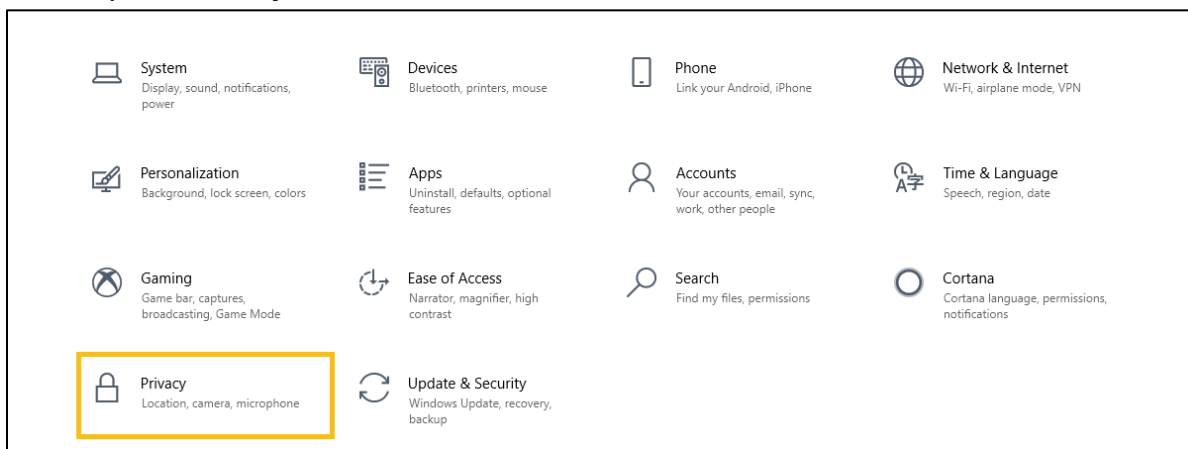 System
Display, sound, notifications,
power
Devices
Bluetooth, printers, mouse
Phone
Link your Android, iPhone
Network & Internet
Wi-Fi, airplane mode, VPN
Personalization
Background, lock screen, colors
Apps
Uninstall, defaults, optional
features
Accounts
Your accounts, email, sync,
work, other people
Time & Language
Speech, region, date
Gaming
Game bar, captures,
broadcasting, Game Mode
Ease of Access
Narrator, magnifier, high
contrast
Search
Find my files, permissions
Cortana
Cortana language, permissions,
notifications
Privacy
Location, camera, microphone
Update & Security
Windows Update, recovery,
backup